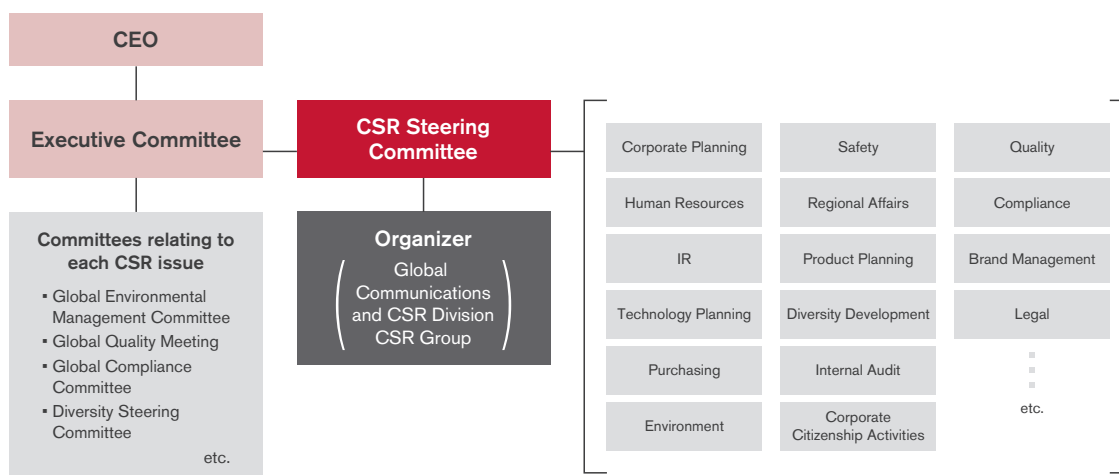 CEO
Executive Committee
CSR Steering
Committee
Committees relating to
each CSR issue
▪ Global Environmental
Management Committee
▪ Global Quality Meeting
▪ Global Compliance
Committee
▪ Diversity Steering
Committee
etc.
Organizer
Global
Communications
and CSR Division
CSR Group
Corporate Planning
Safety
Quality
Human Resources
Regional Affairs
Compliance
IR
Product Planning
Brand Management
Technology Planning
Diversity Development
Legal
Purchasing
Internal Audit
Environment
Corporate
Citizenship Activities
etc.